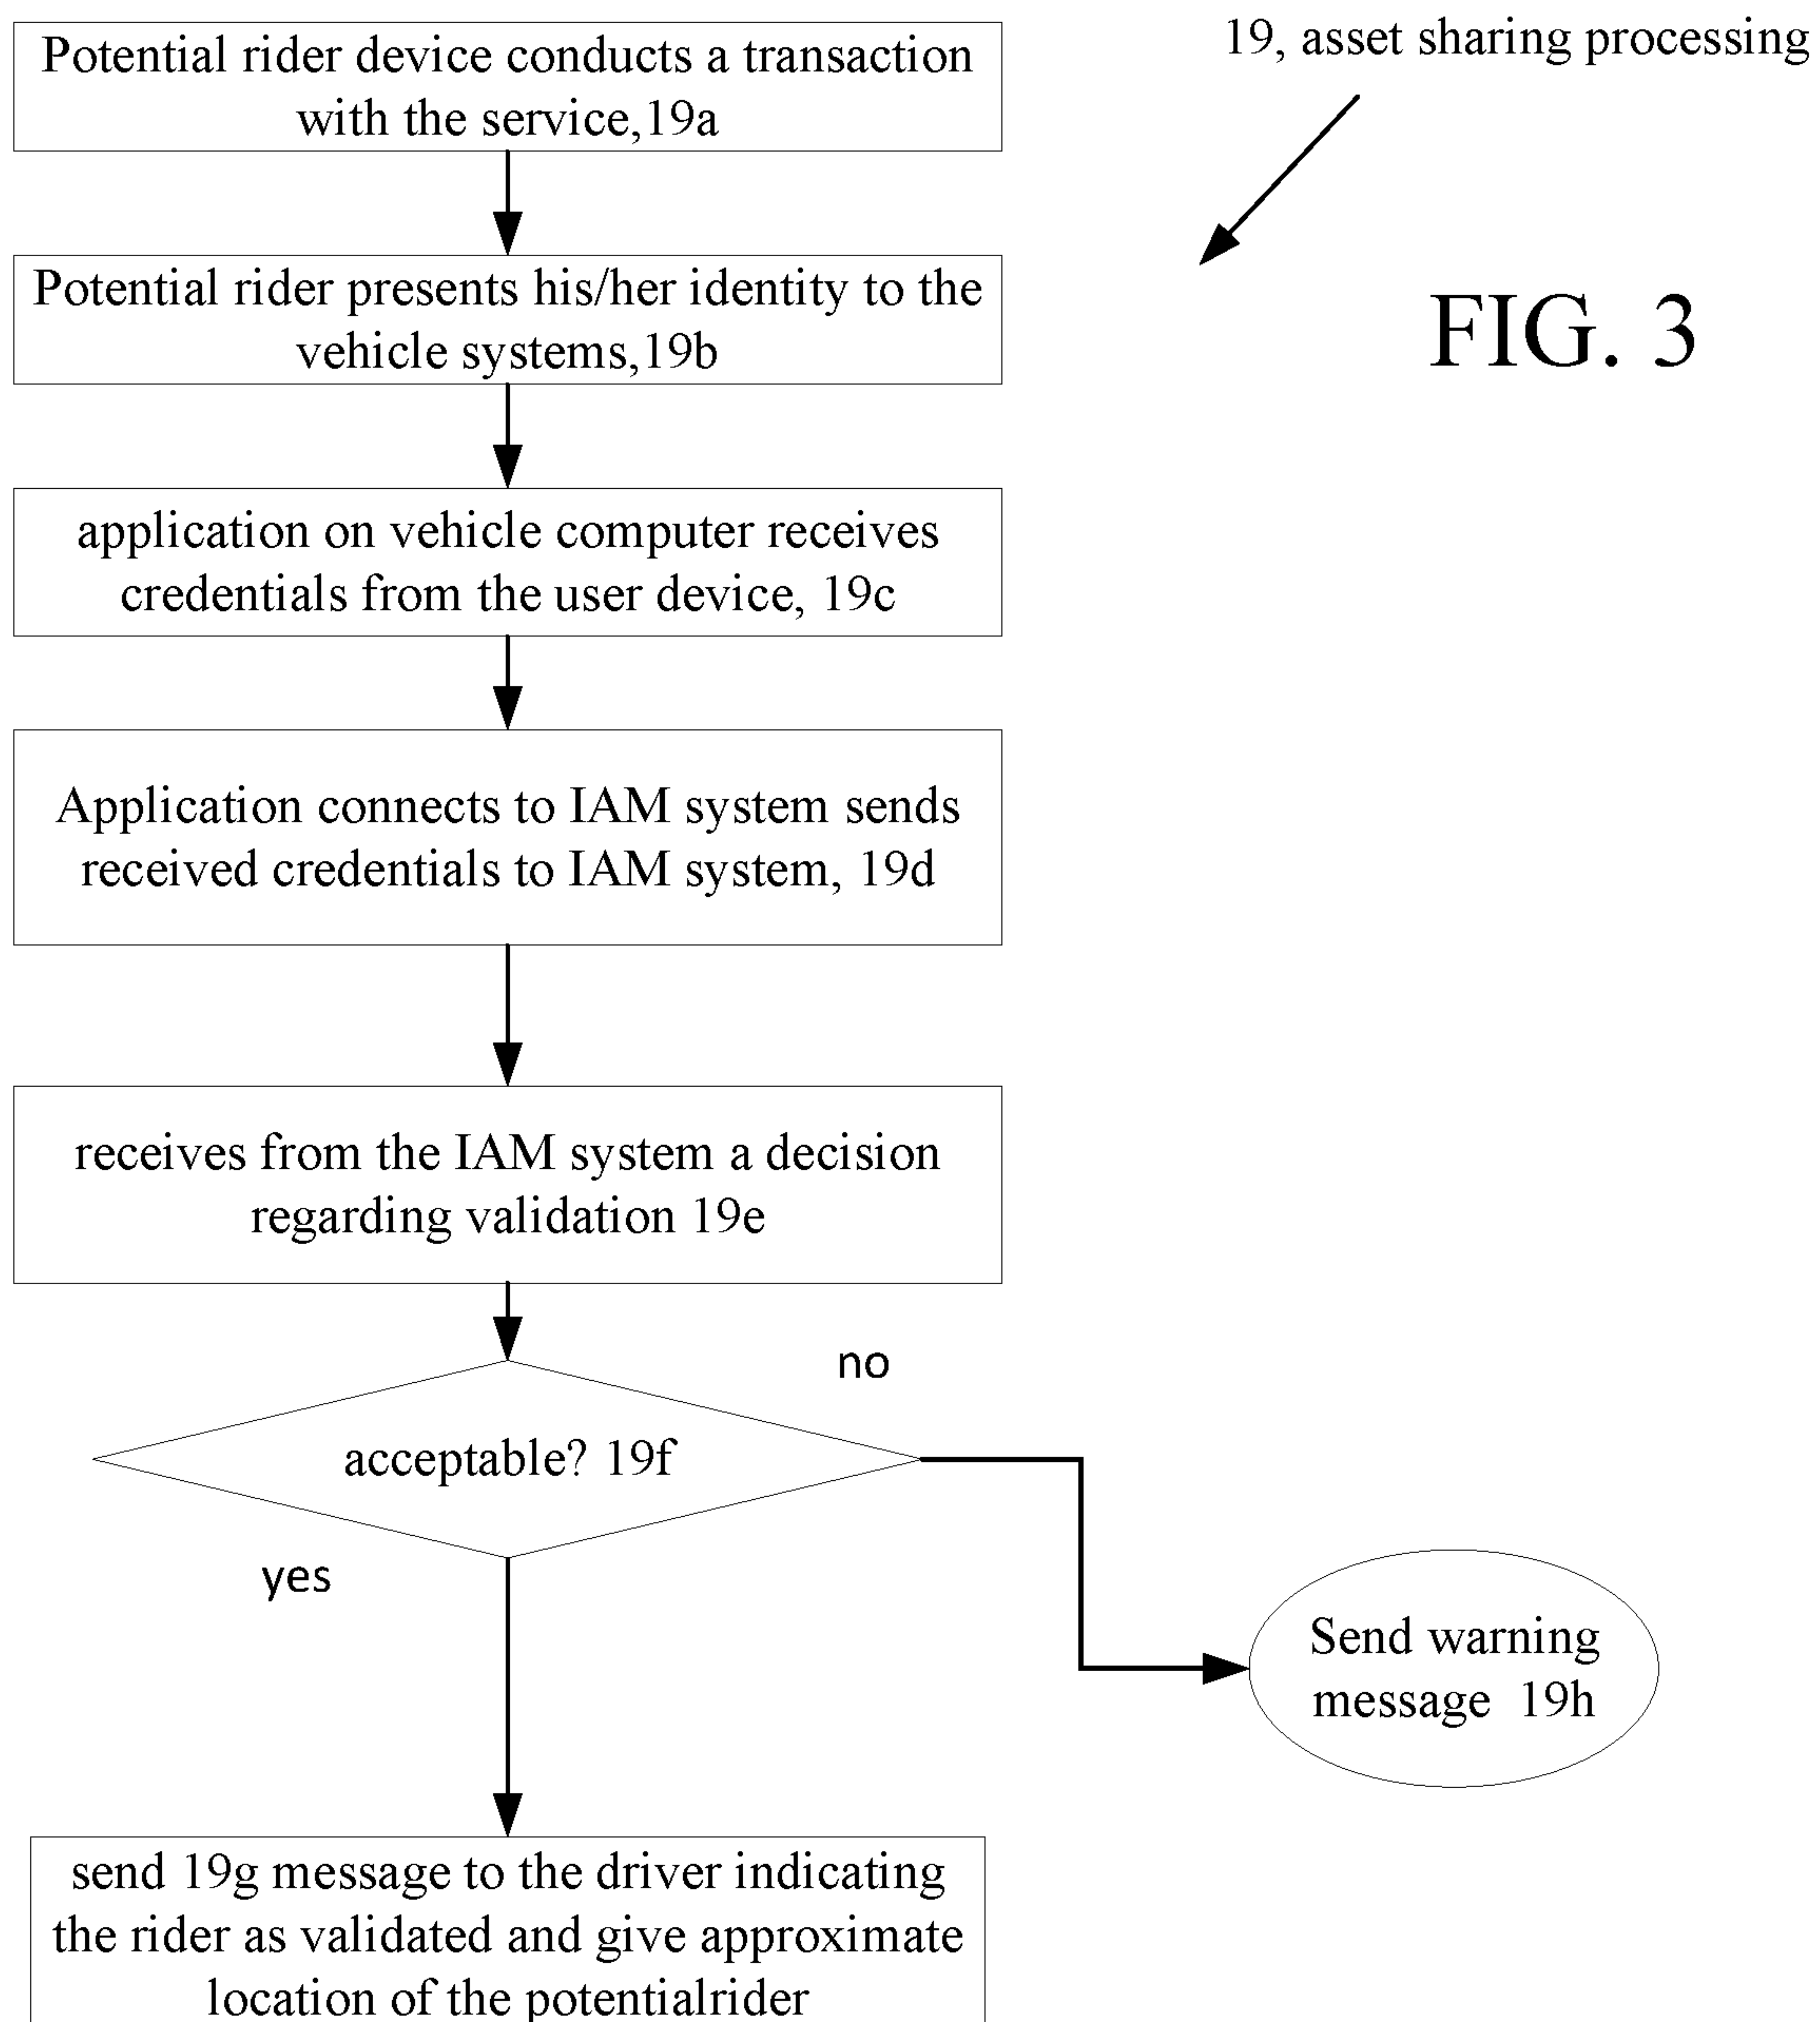 Potential rider device conducts a transaction
with the service,19a
19, asset sharing processing
FIG. 3
Potential rider presents his/her identity to the
vehicle systems,19b
application on vehicle computer receives
credentials from the user device, 19c
Application connects to IAM system sends
received credentials to IAM system, 19d
receives from the IAM system a decision
regarding validation 19e
acceptable? 19f
no
yes
Send warning
message 19h
send 19g message to the driver indicating
the rider as validated and give approximate
location of the potentialrider